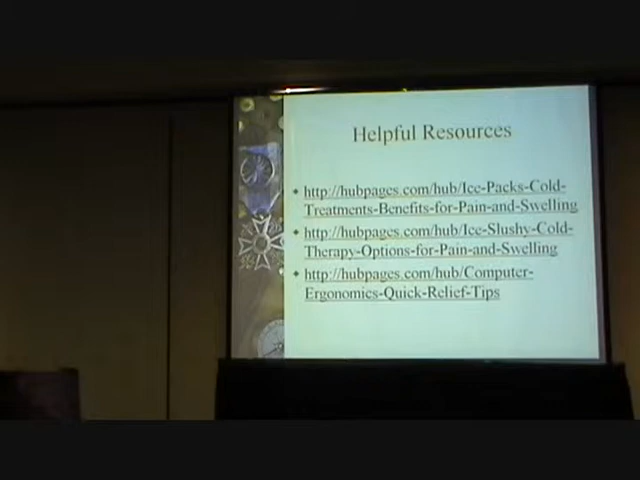 Helpful Resources
http://hubpages.com/hub/Ice-Packs-Cold-
Treatments-Benefits-for-Pain-and-Swelling
http://hubpages.com/hub/Ice-Slushy-Cold-
Therapy-Options-for-Pain-and-Swelling
http://hubpages.com/hub/Computer-
Ergonomics-Quick-Relief-Tips